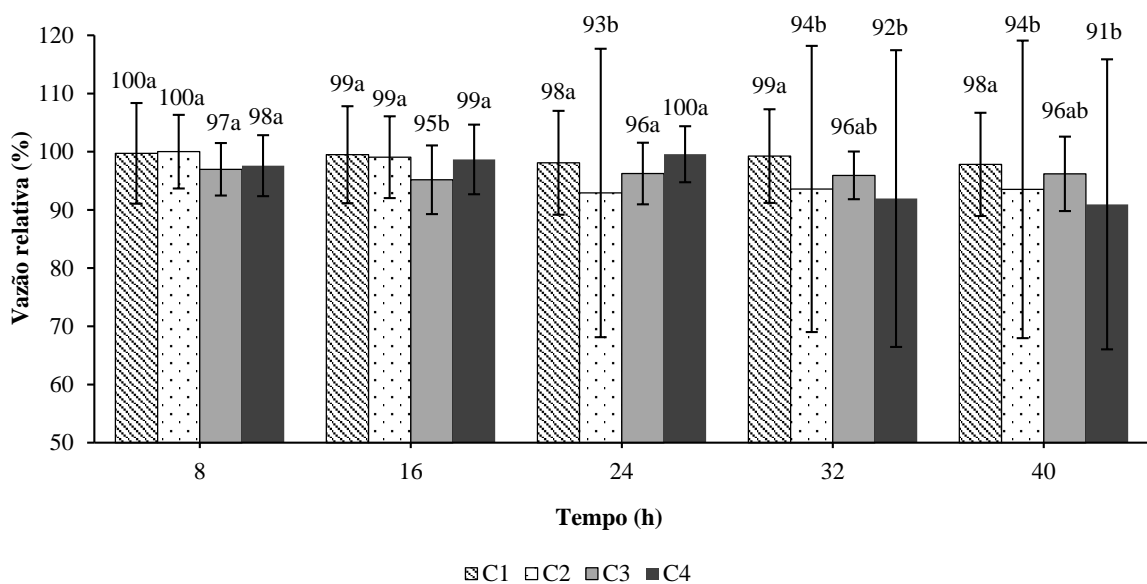 93b 94b 92b 94b 91b
120
100a 100a 97a 98a 99a 99a 95b 99a 98a 96a 100a 99a 96ab 98a 96ab
110
100
90
80
70
60
50
Vazão relativa (%)
8 16 24 32 40
Tempo (h)
C1 C2 C3 C4